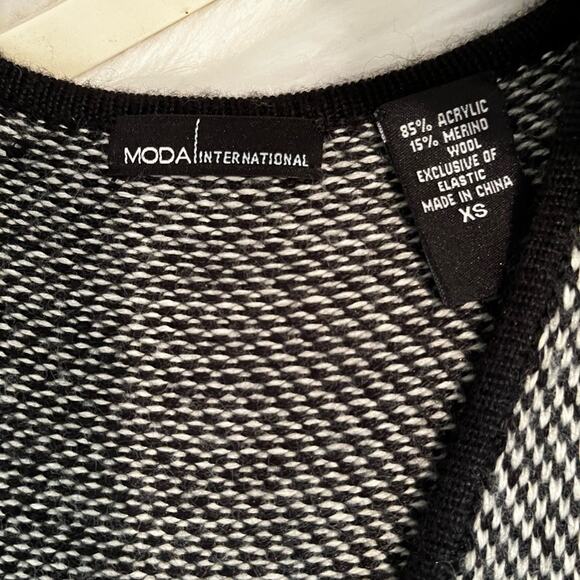 MODA INTERNATIONAL
85% ACRYLIC
15% MERINO
WOOL
EXCLUSIVE OF
ELASTIC
MADE IN CHINA
XS